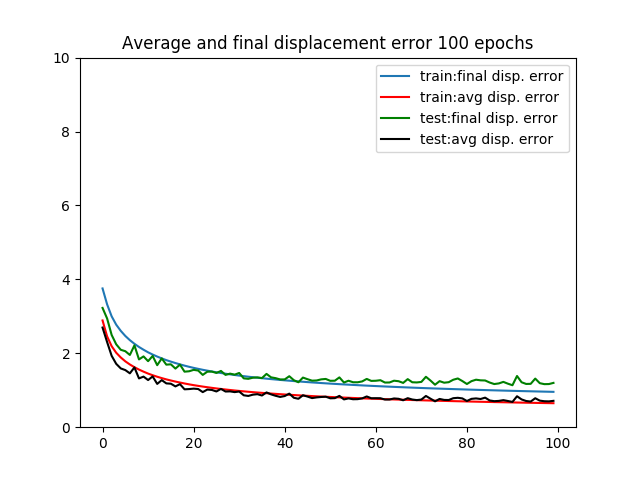 Average and final displacement error 100 epochs
train:final disp. error
train:avg disp. error
test:final disp. error
test:avg disp. error
10
8
6
4
2
0
0 20 40 60 80 100